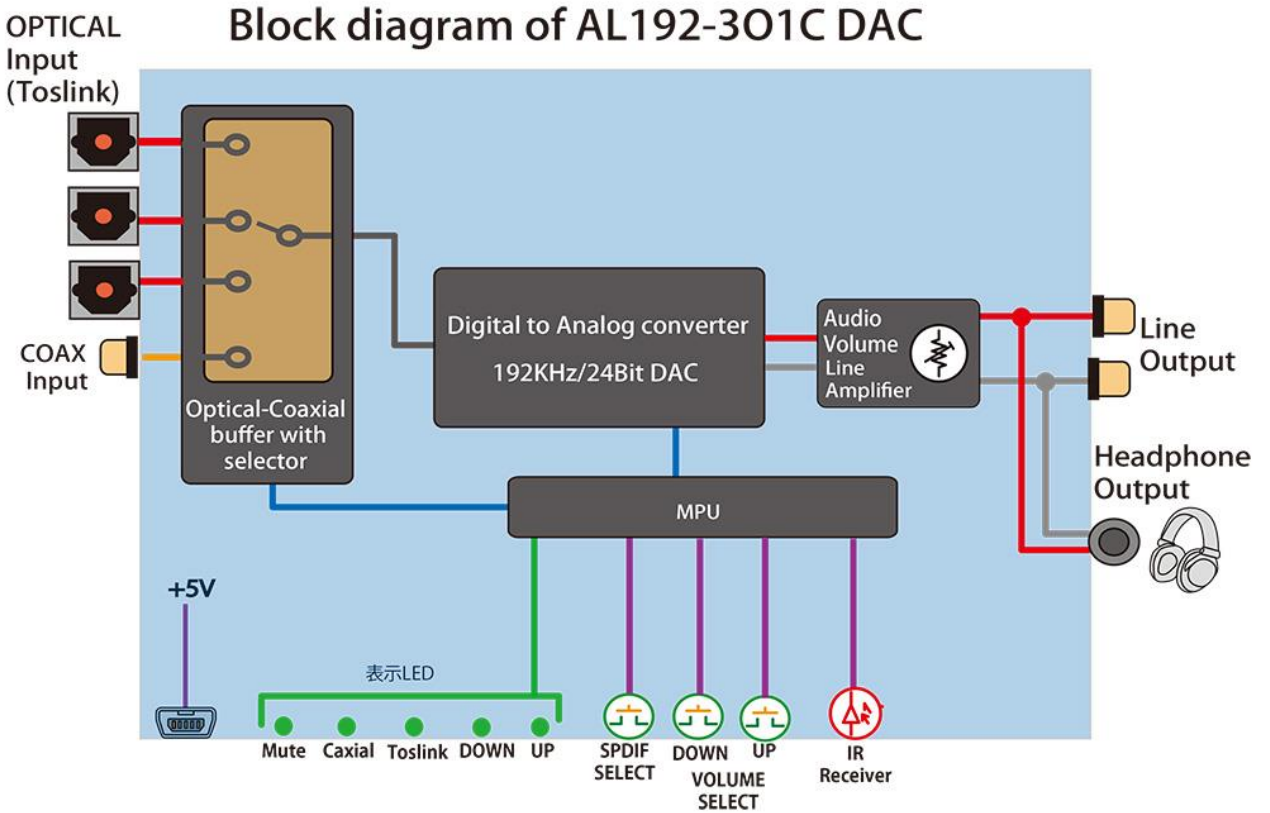 Block diagram of AL192-3O1C DAC
OPTICAL
Input
(Toslink)
COAX
Input
Optical-Coaxial
buffer with
selector
Digital to Analog converter
192KHz/24Bit DAC
Audio
Volume
Line
Amplifier
Line
Output
Headphone
Output
MPU
+5V
表示LED
Mute
Caxial
Toslink
DOWN
UP
SPDIF
SELECT
DOWN
UP
VOLUME
SELECT
IR
Receiver